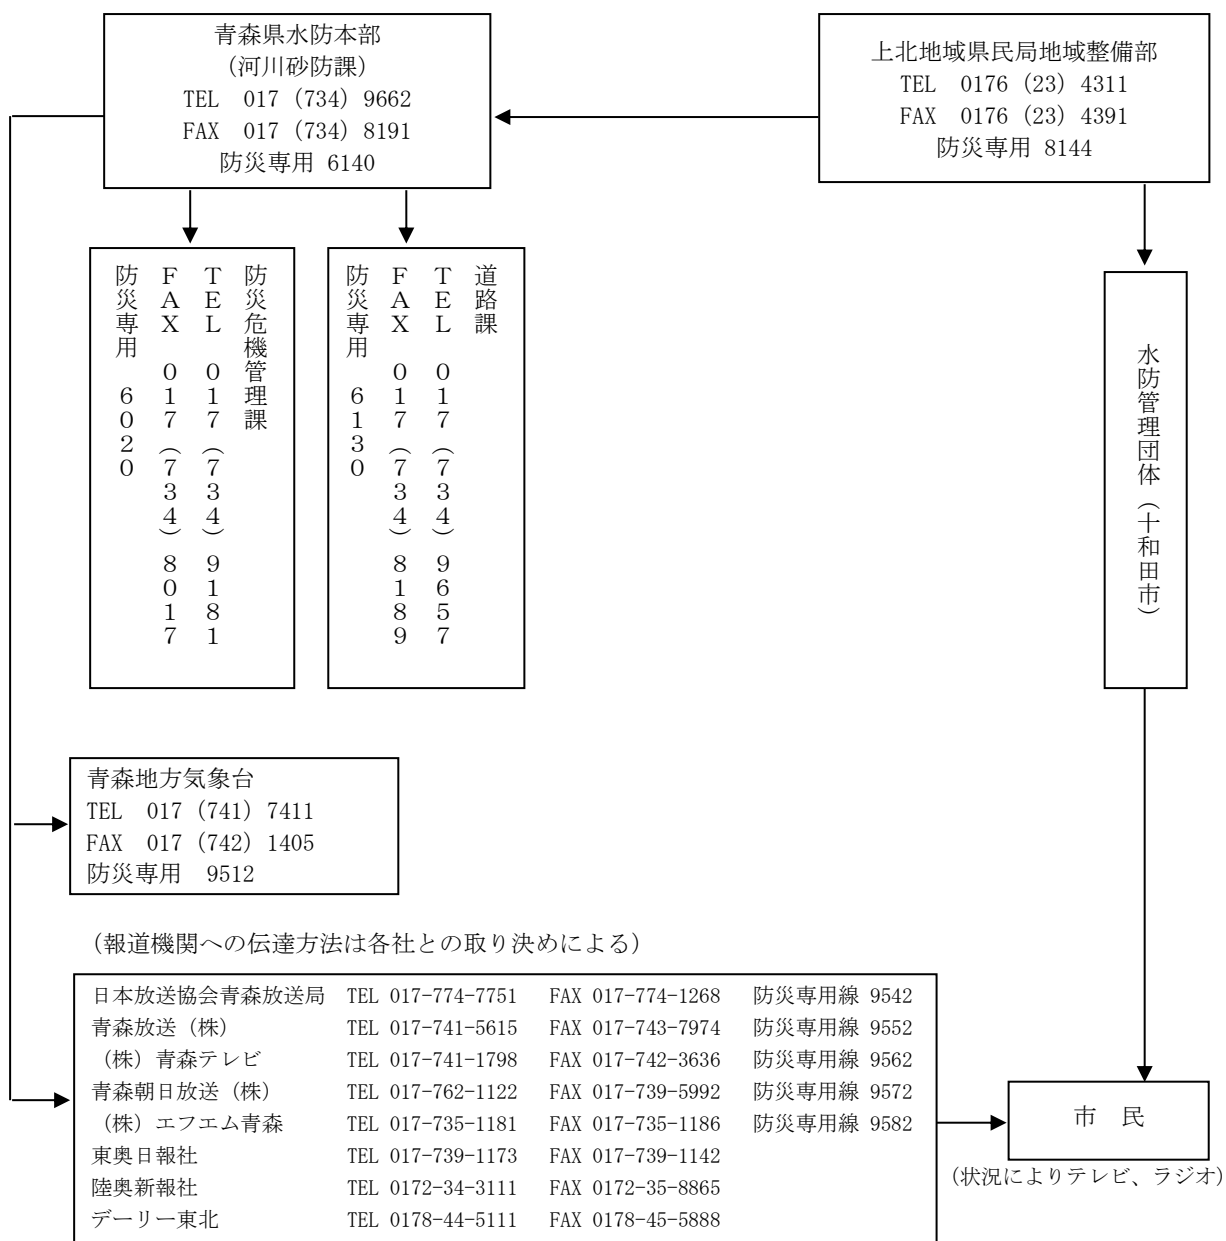 青森県水防本部
(河川砂防課)
TEL 017 (734) 9662
FAX 017 (734) 8191
防災専用 6140
上北地域県民局地域整備部
TEL 0176 (23) 4311
FAX 0176 (23) 4391
防災専用 8144
防災危機管理課
TEL 017(734)9181
FAX 017(734)8017
防災専用 6020
道路課
TEL 017(734)9657
FAX 017(734)8189
防災専用 6130
水防管理団体(十和田市)
青森地方気象台
TEL 017 (741) 7411
FAX 017 (742) 1405
防災専用 9512
(報道機関への伝達方法は各社との取り決めによる)
日本放送協会青森放送局 TEL 017-774-7751 FAX 017-774-1268 防災専用線 9542
青森放送(株) TEL 017-741-5615 FAX 017-743-7974 防災専用線 9552
(株)青森テレビ TEL 017-741-1798 FAX 017-742-3636 防災専用線 9562
青森朝日放送(株) TEL 017-762-1122 FAX 017-739-5992 防災専用線 9572
(株)エフエム青森 TEL 017-735-1181 FAX 017-735-1186 防災専用線 9582
東奥日報社 TEL 017-739-1173 FAX 017-739-1142
陸奥新報社 TEL 0172-34-3111 FAX 0172-35-8865
デーリー東北 TEL 0178-44-5111 FAX 0178-45-5888
市 民
(状況によりテレビ、ラジオ)